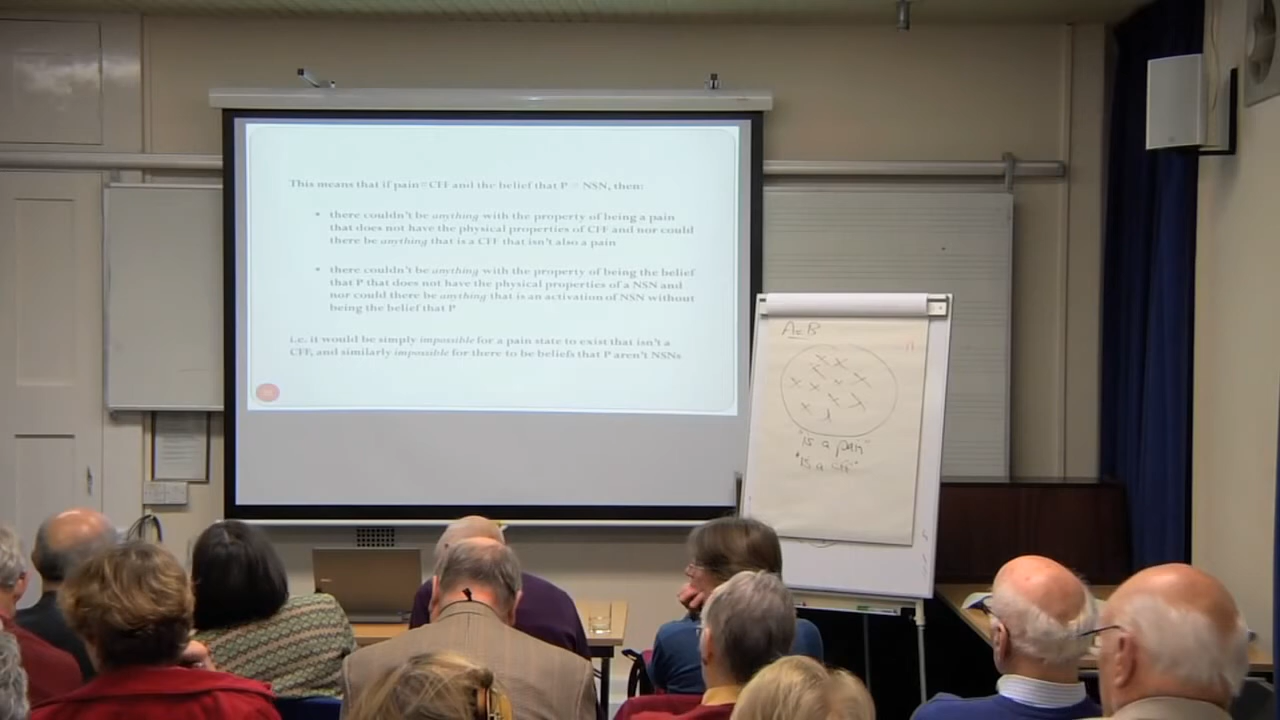 This means that if pain=CFF and the belief that P = NSN, then:
• there couldn't be anything with the property of being a pain
that does not have the physical properties of CFF and nor could
there be anything that is a CFF that isn't also a pain
• there couldn't be anything with the property of being the belief
that P that does not have the physical properties of a NSN and
nor could there be anything that is an activation of NSN without
being the belief that P
i.e. it would be simply impossible for a pain state to exist that isn't a
CFF, and similarly impossible for there to be beliefs that P aren't NSNs
A=B
"is a pain"
"is a cff"